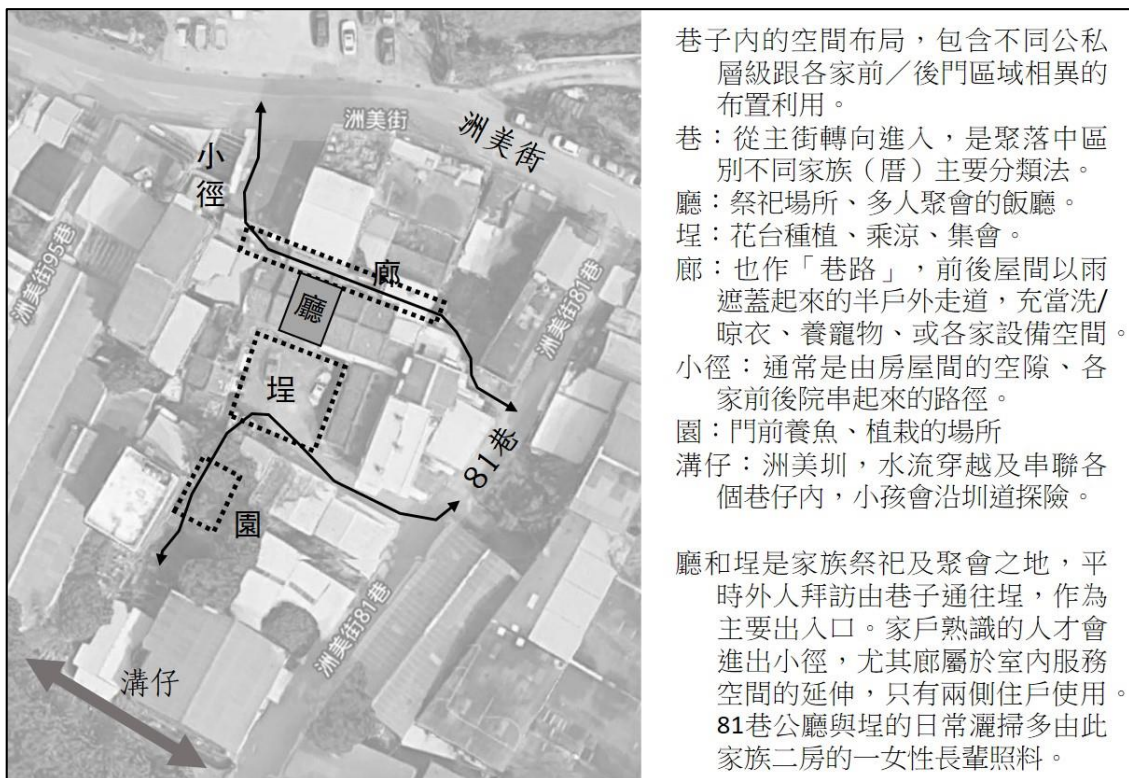 洲美街
洲美街
小徑
洲美街95巷
廊
廳
洲美街81巷
埕
81巷
園
洲美街81巷
溝仔
巷子內的空間布局，包含不同公私
層級跟各家前／後門區域相異的
布置利用。
巷：從主街轉向進入，是聚落中區
別不同家族（厝）主要分類法。
廳：祭祀場所、多人聚會的飯廳。
埕：花台種植、乘涼、集會。
廊：也作「巷路」，前後屋間以雨
遮蓋起來的半戶外走道，充當洗/
晾衣、養寵物、或各家設備空間。
小徑：通常是由房屋間的空隙、各
家前後院串起來的路徑。
園：門前養魚、植栽的場所
溝仔：洲美圳，水流穿越及串聯各
個巷仔內，小孩會沿圳道探險。
廳和埕是家族祭祀及聚會之地，平
時外人拜訪由巷子通往埕，作為
主要出入口。家戶熟識的人才會
進出小徑，尤其廊屬於室內服務
空間的延伸，只有兩側住戶使用。
81巷公廳與埕的日常灑掃多由此
家族二房的一女性長輩照料。